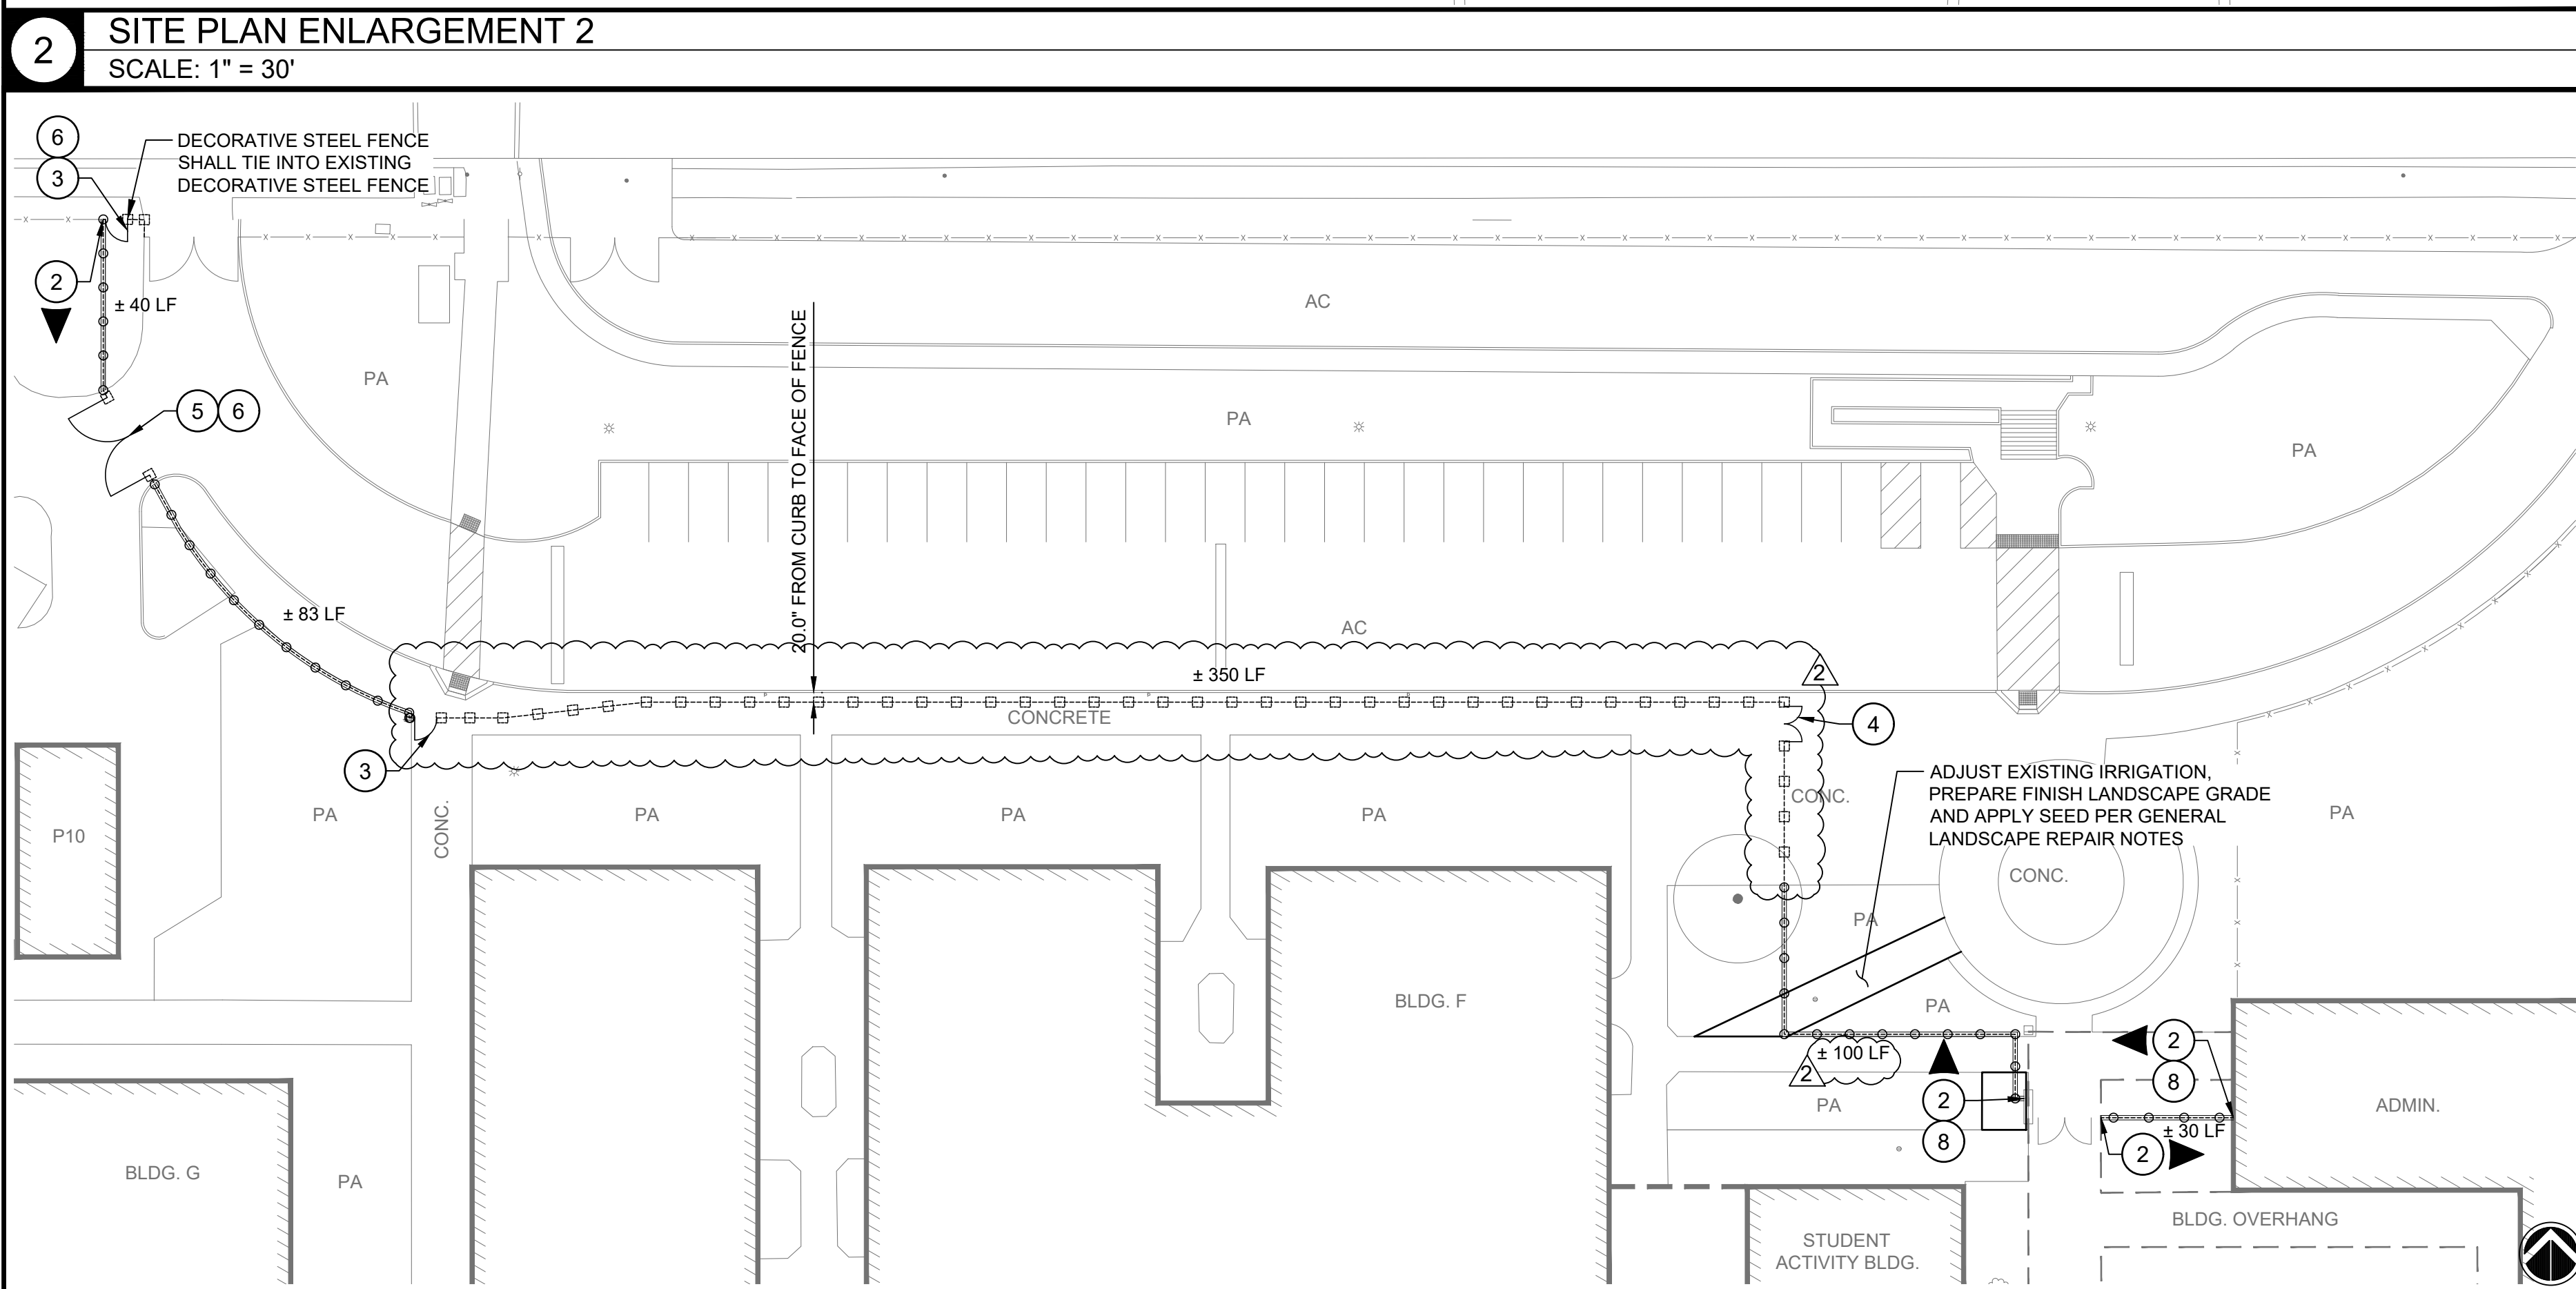 2
SITE PLAN ENLARGEMENT 2
SCALE: 1" = 30'
6
3
DECORATIVE STEEL FENCE
SHALL TIE INTO EXISTING
DECORATIVE STEEL FENCE
2
± 40 LF
5
6
PA
AC
PA
PA
20.0" FROM CURB TO FACE OF FENCE
± 83 LF
AC
± 350 LF
2
CONCRETE
4
3
P10
PA
CONC.
PA
PA
PA
CONC.
ADJUST EXISTING IRRIGATION,
PREPARE FINISH LANDSCAPE GRADE
AND APPLY SEED PER GENERAL
LANDSCAPE REPAIR NOTES
PA
CONC.
PA
PA
BLDG. F
± 100 LF
2
PA
2
8
2
8
2
± 30 LF
ADMIN.
BLDG. G
PA
BLDG. OVERHANG
STUDENT
ACTIVITY BLDG.